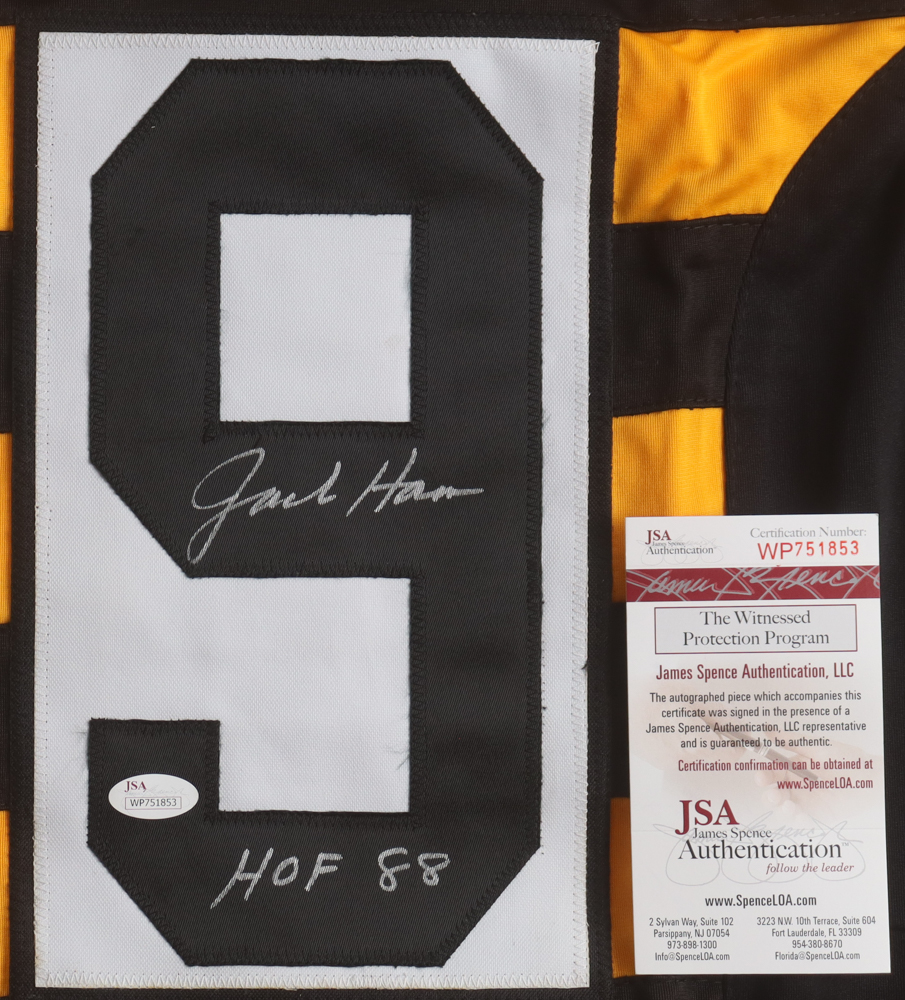 9
Jack Ham
JSA
WP751853
HOF 88
JSA
James Spence
Authentication
Certification Number:
WP751853
James Spence
The Witnessed
Protection Program
James Spence Authentication, LLC
The autographed piece which accompanies this
certificate was signed in the presence of a
James Spence Authentication, LLC representative
and is guaranteed to be authentic.
Certification confirmation can be obtained at
www.SpenceLOA.com
JSA
James Spence
Authentication™
follow the leader
www.SpenceLOA.com
2 Sylvan Way, Suite 102
Parsippany, NJ 07054
973-898-1300
Info@SpenceLOA.com
3223 N.W. 10th Terrace, Suite 604
Fort Lauderdale, FL 33309
954-380-8670
Florida@SpenceLOA.com